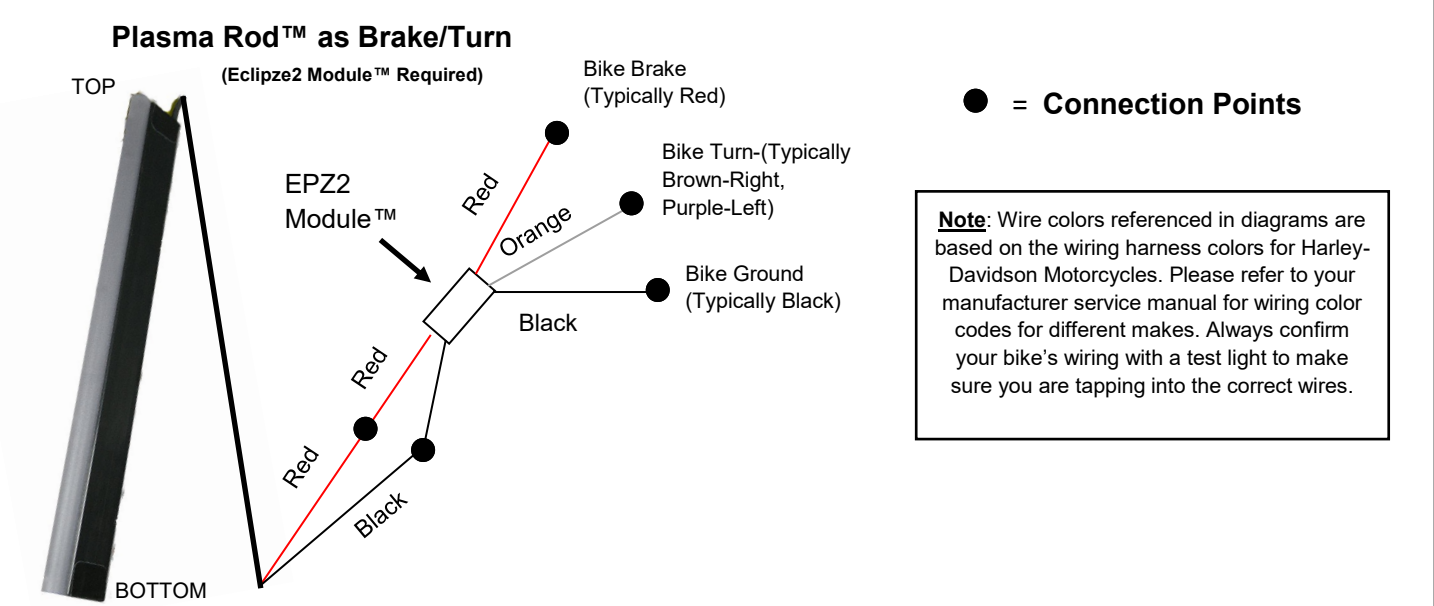 Plasma Rod™ as Brake/Turn
(Eclipze2 Module™ Required)
TOP
Bike Brake
(Typically Red)
= Connection Points
Bike Turn-(Typically
Brown-Right,
Purple-Left)
EPZ2
Module™
Red
Orange
Bike Ground
(Typically Black)
Black
Red
Red
Black
BOTTOM
Note: Wire colors referenced in diagrams are
based on the wiring harness colors for Harley-
Davidson Motorcycles. Please refer to your
manufacturer service manual for wiring color
codes for different makes. Always confirm
your bike’s wiring with a test light to make
sure you are tapping into the correct wires.